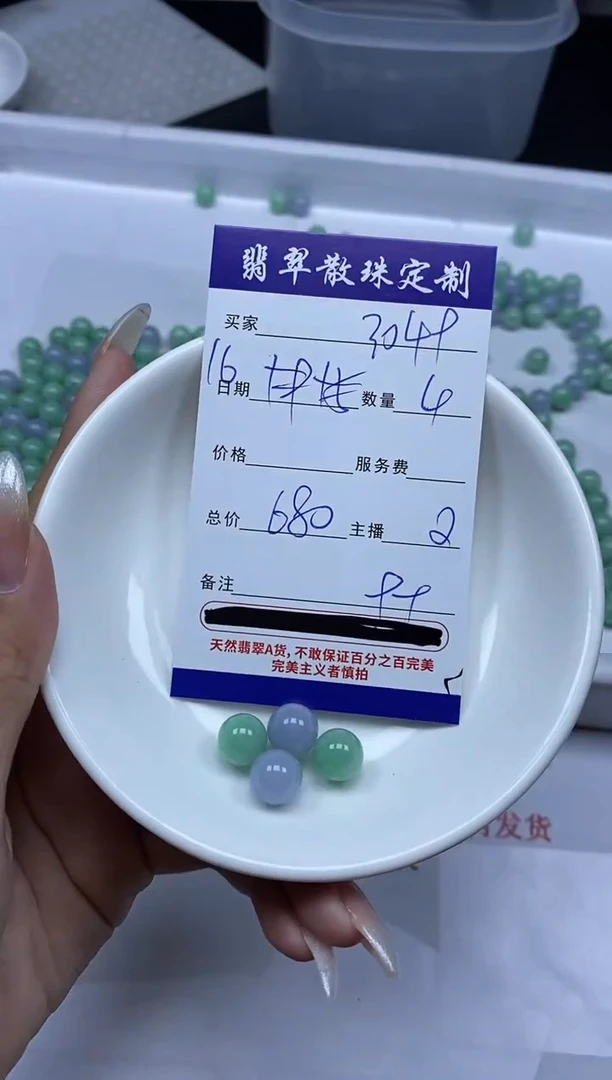 翡翠散珠定制
买家 3049
16
日期 数量 4
价格 服务费
总价 680 主播 2
备注
天然翡翠A货，不敢保证百分之百完美
完美主义者慎拍
发货